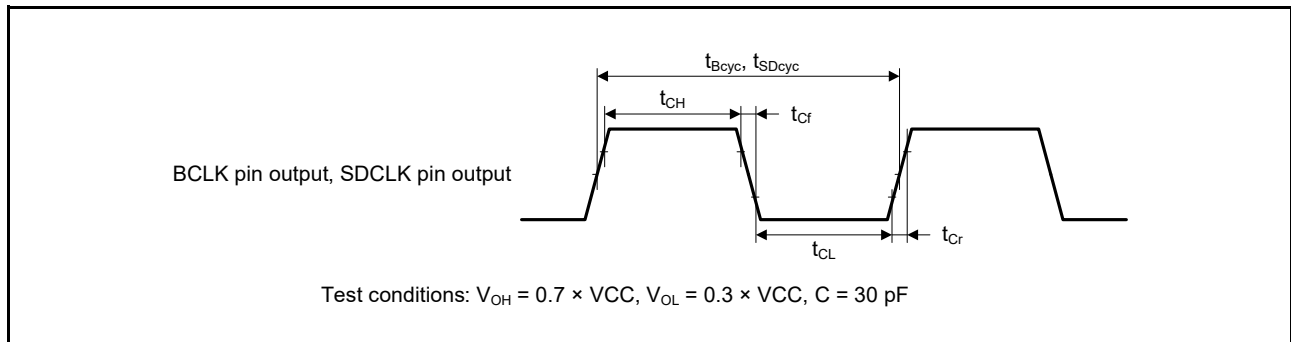 tBcyc, tSDcyc
tCH
tCf
BCLK pin output, SDCLK pin output
tCL
tCr
Test conditions: VOH = 0.7 × VCC, VOL = 0.3 × VCC, C = 30 pF